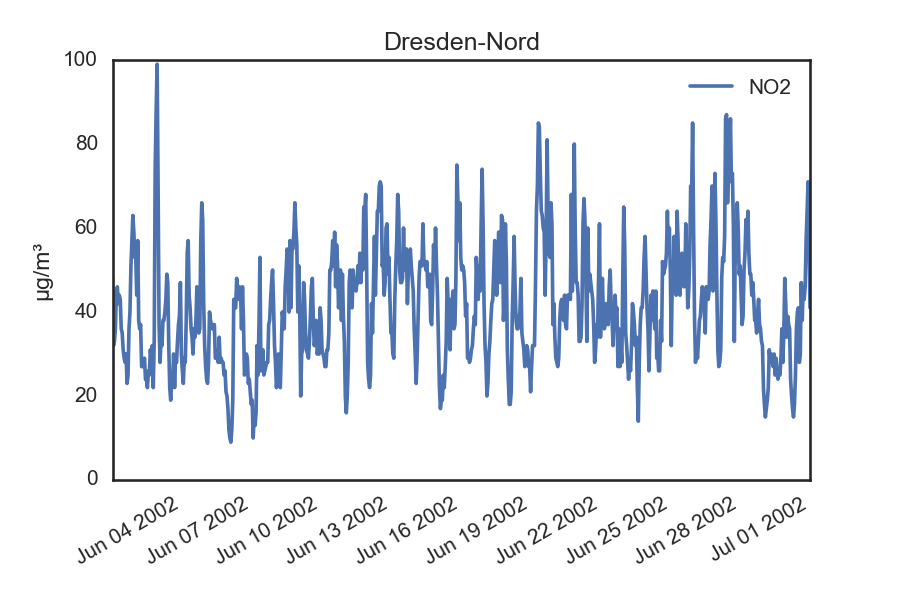 Dresden-Nord
100
80
60
40
20
0
µg/m³
NO2
Jun 04 2002
Jun 07 2002
Jun 10 2002
Jun 13 2002
Jun 16 2002
Jun 19 2002
Jun 22 2002
Jun 25 2002
Jun 28 2002
Jul 01 2002